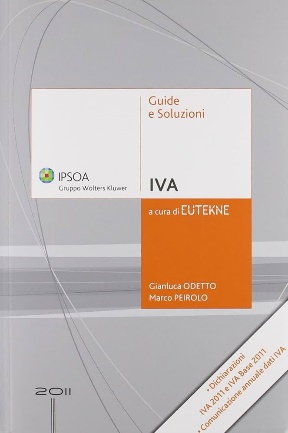 Guide
e Soluzioni
IPSOA
Gruppo Wolters Kluwer
IVA
a cura di EUTEKNE
Gianluca ODETTO
Marco PEIROLO
• Dichiarazioni
IVA 2011 e IVA Base 2011
• Comunicazione annuale dati IVA
2011